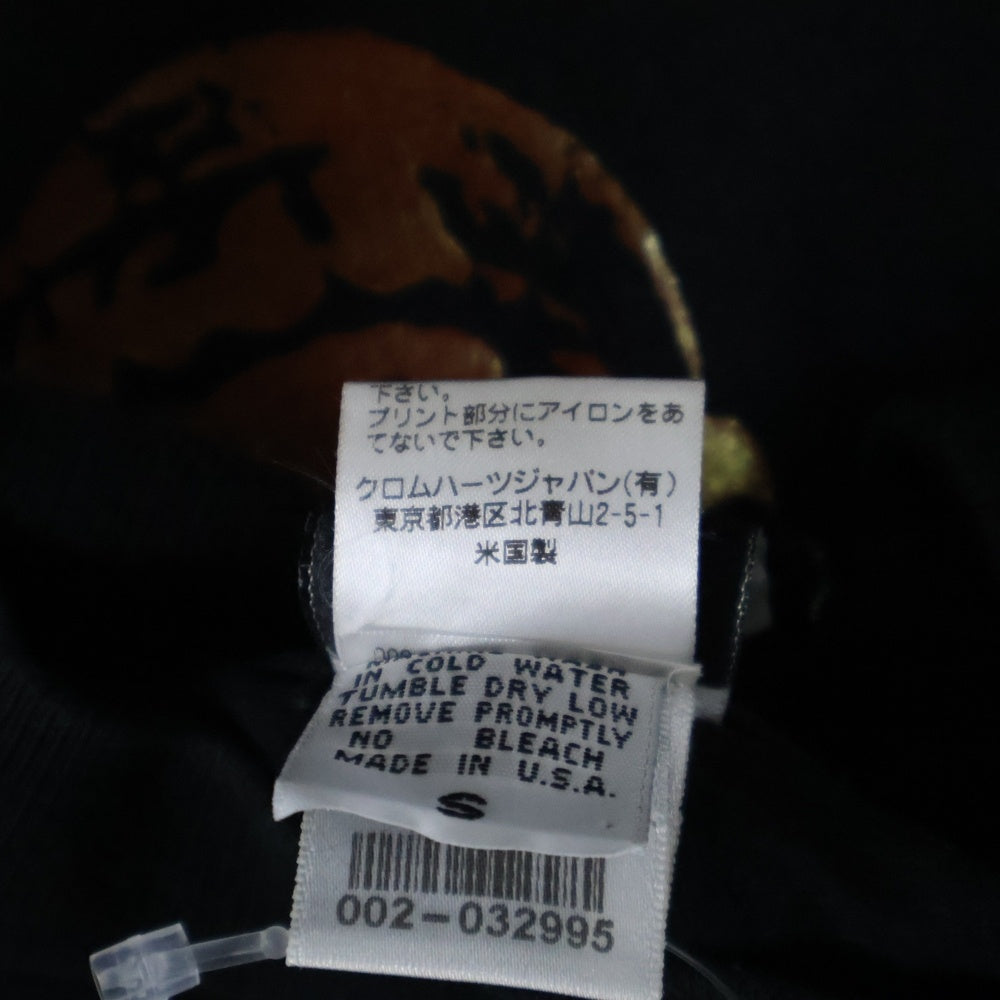 下さい。
プリント部分にアイロンをあ
てないで下さい。
クロムハーツジャパン(有)
東京都港区北青山2-5-1
米国製
IN COLD WATER
TUMBLE DRY LOW
REMOVE PROMPTLY
NO BLEACH
MADE IN U.S.A.
S
002-032995